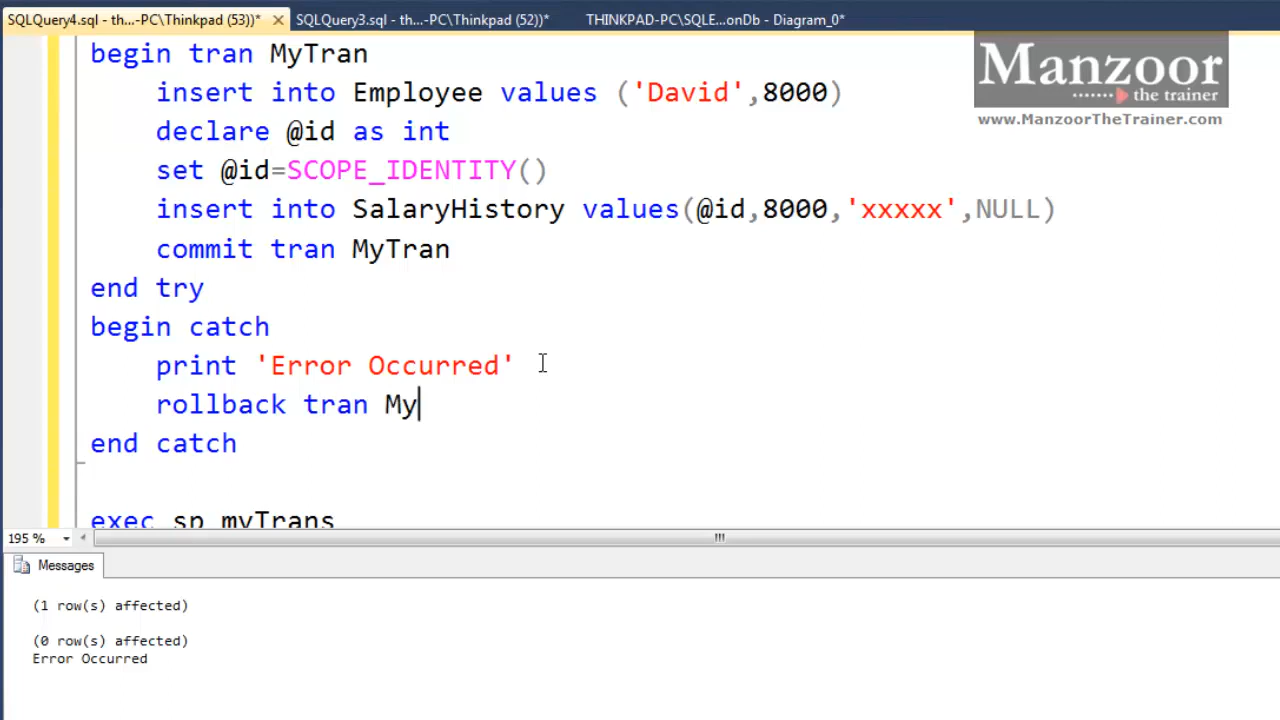 SQLQuery4.sql - th...-PC\Thinkpad (53))* SQLQuery3.sql - th...-PC\Thinkpad (52))* THINKPAD-PC\SQLE...onDb - Diagram_0*
begin tran MyTran
insert into Employee values ('David',8000)
declare @id as int
set @id=SCOPE_IDENTITY()
insert into SalaryHistory values(@id,8000,'xxxxx',NULL)
commit tran MyTran
end try
begin catch
print 'Error Occurred'
rollback tran My
end catch
exec sp_myTrans
Manzoor
the trainer
www.ManzoorTheTrainer.com
195 %
Messages
(1 row(s) affected)
(0 row(s) affected)
Error Occurred